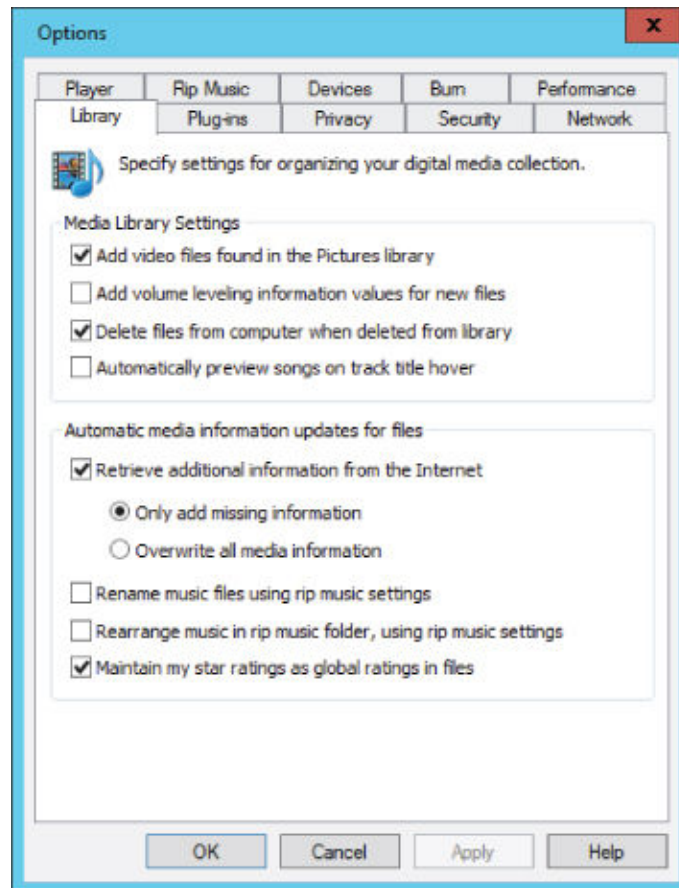 Options
x
Player Rip Music Devices Burn Performance
Library Plug-ins Privacy Security Network
Specify settings for organizing your digital media collection.
Media Library Settings
Add video files found in the Pictures library
Add volume leveling information values for new files
Delete files from computer when deleted from library
Automatically preview songs on track title hover
Automatic media information updates for files
Retrieve additional information from the Internet
Only add missing information
Overwrite all media information
Rename music files using rip music settings
Rearrange music in rip music folder, using rip music settings
Maintain my star ratings as global ratings in files
OK Cancel Apply Help